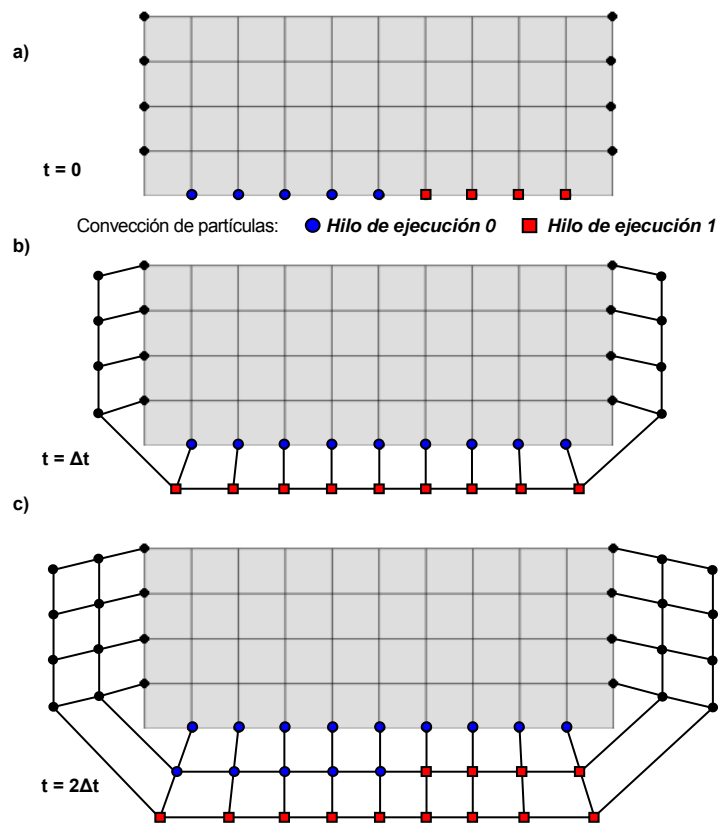 a)
t = 0
Convección de partículas: Hilo de ejecución 0 Hilo de ejecución 1
b)
t = Δt
c)
t = 2Δt